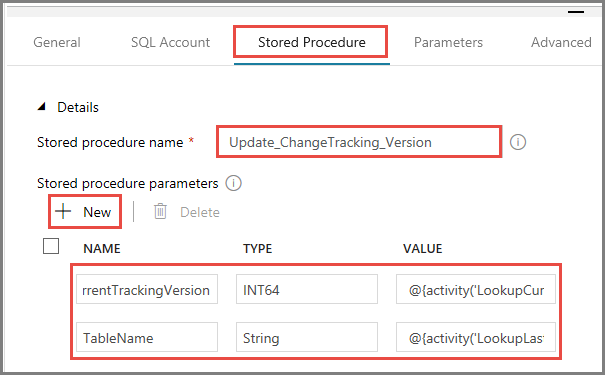 General SQL Account Stored Procedure Parameters Advanced
Details
Stored procedure name * Update_ChangeTracking_Version
Stored procedure parameters
New Delete
NAME TYPE VALUE
rrentTrackingVersion INT64 @{activity('LookupCur
TableName String @{activity('LookupLas